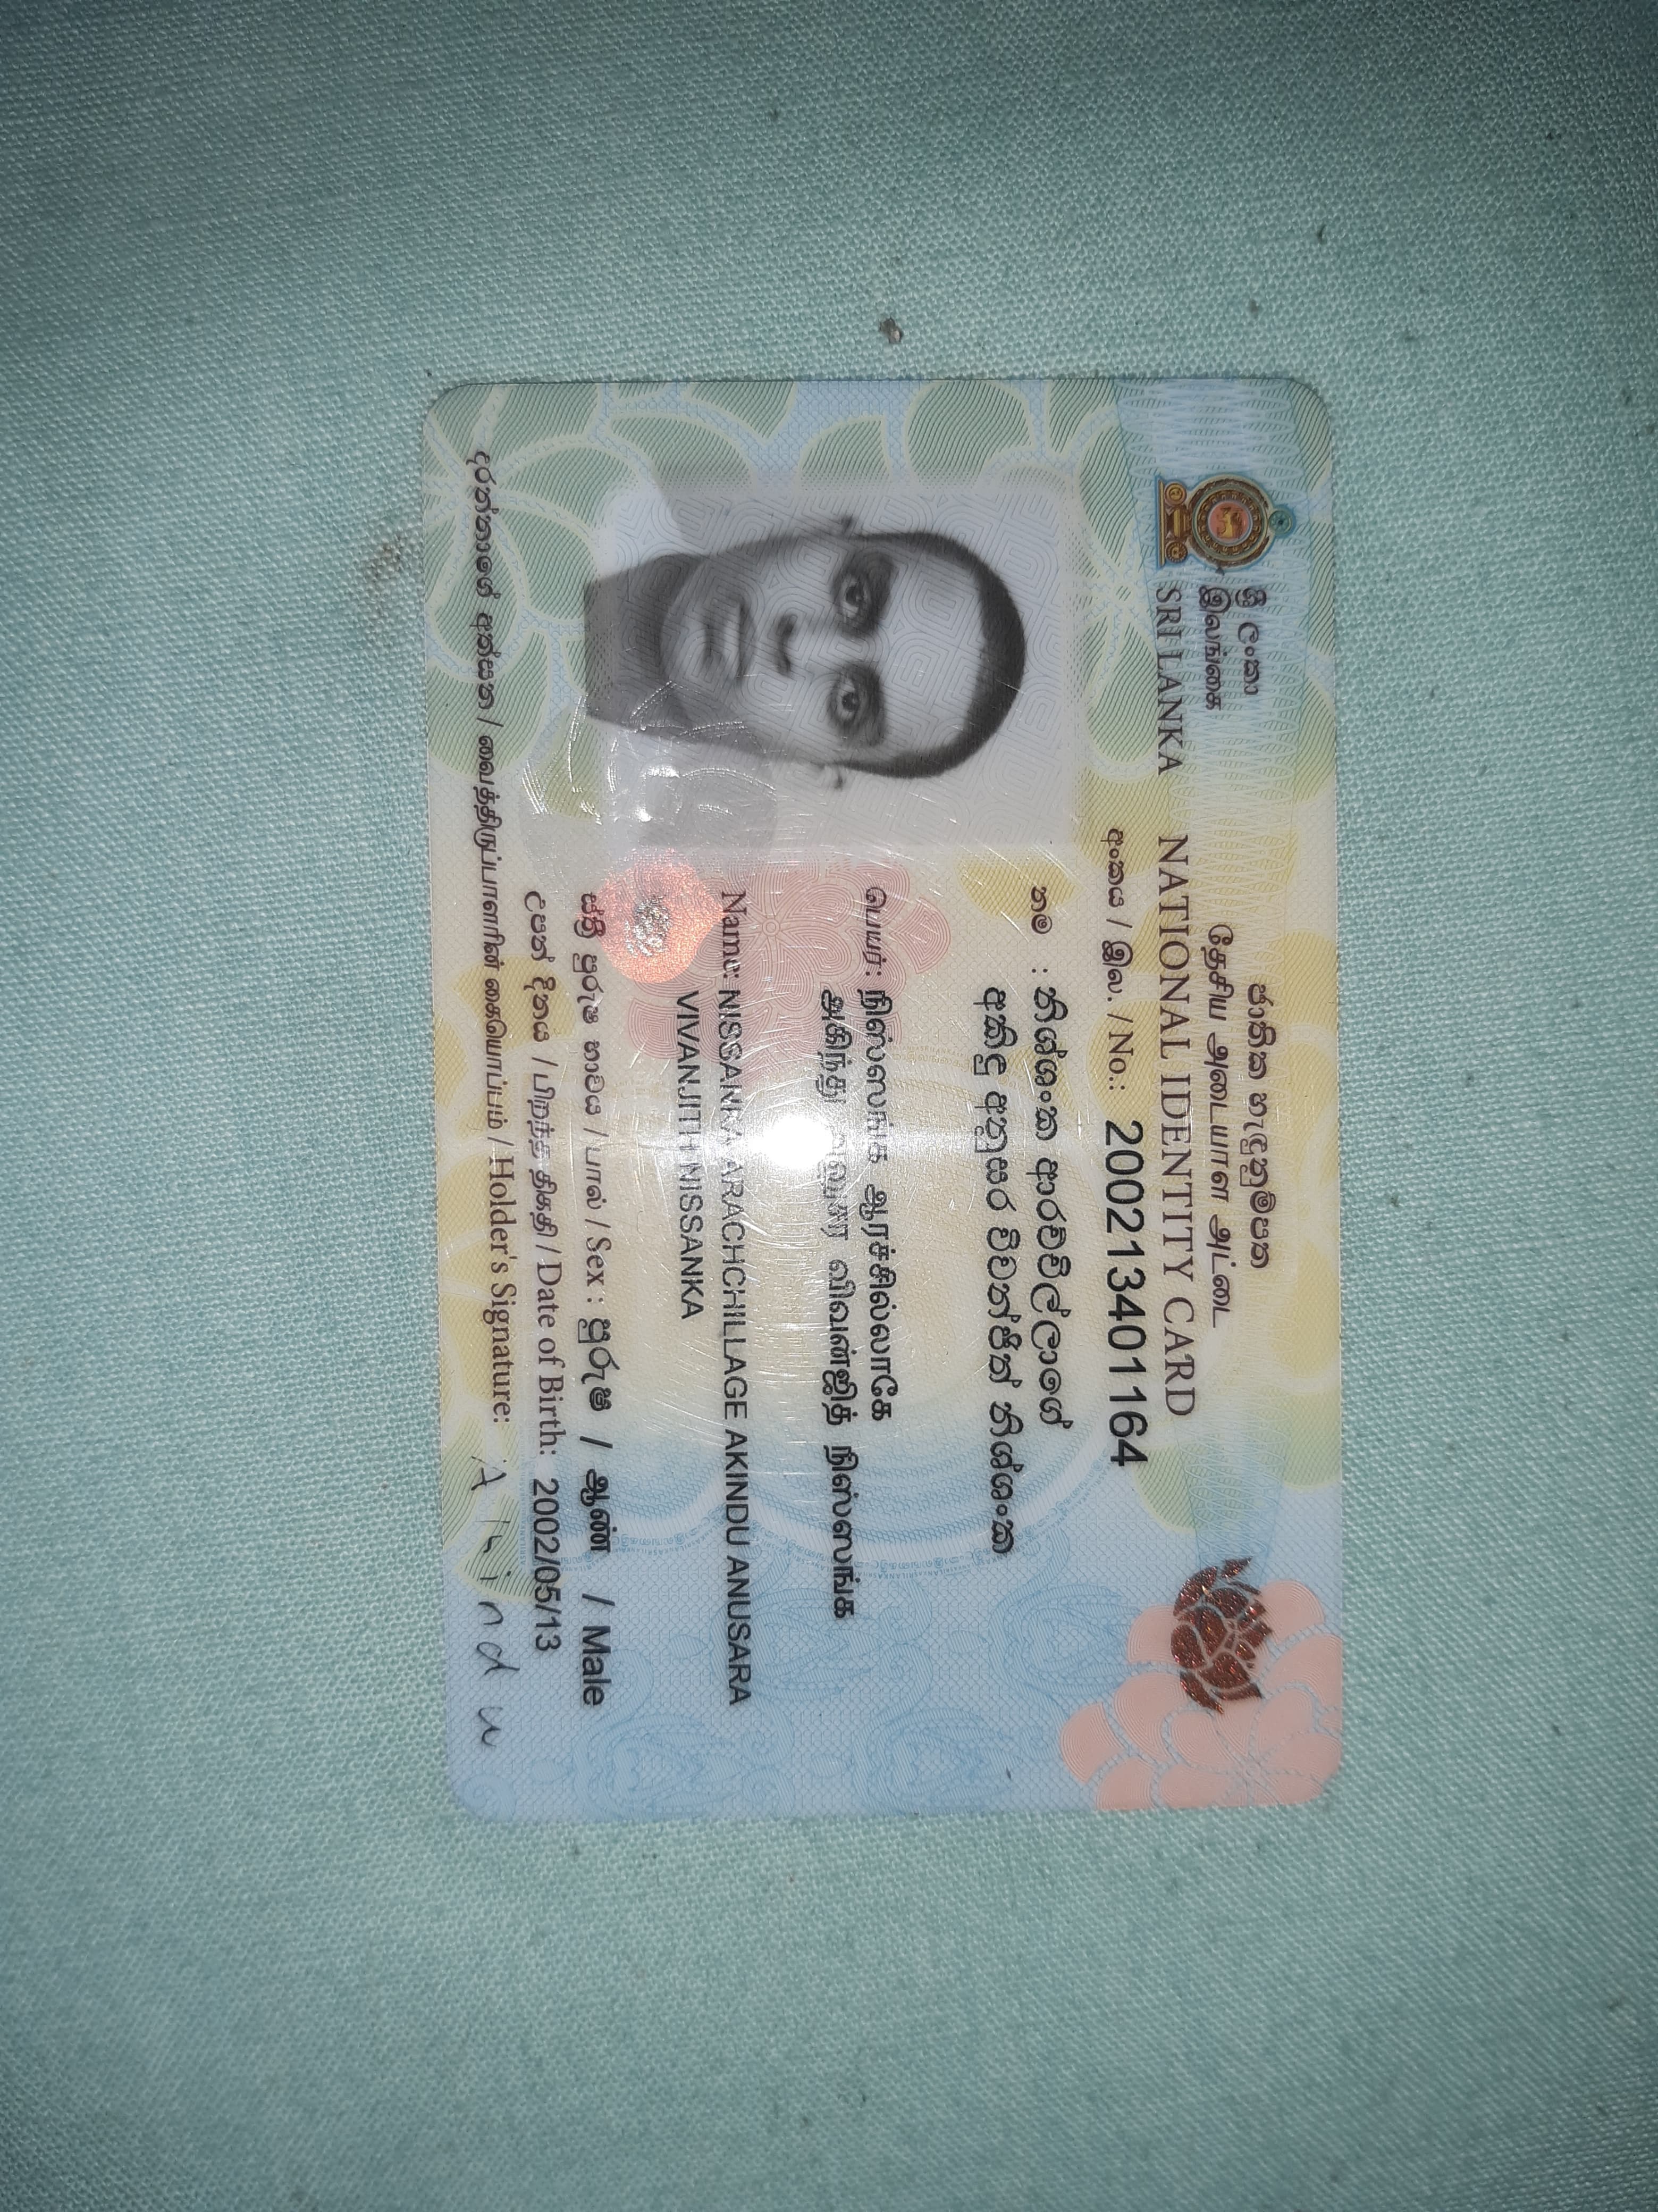 ශ්‍රී ලංකා
இலங்கை
SRI LANKA
ජාතික හැඳුනුම්පත
தேசிய அடையாள அட்டை
NATIONAL IDENTITY CARD
අංකය / இல. / No.: 200213401164
නම : නිශ්ශංක ආරච්චිල්ලාගේ
අකිඳු අනුසර විවන්ජිත් නිශ්ශංක
பெயர்: நிஸ்ஸங்க ஆரச்சில்லாகே
அகிந்து அனுசர விவன்ஜித் நிஸ்ஸங்க
Name: NISSANKA ARACHCHILLAGE AKINDU ANUSARA
VIVANJITH NISSANKA
ස්ත්‍රී පුරුෂ භාවය / பால் / Sex : පුරුෂ / ஆண் / Male
උපන් දිනය / பிறந்த திகதி / Date of Birth: 2002/05/13
දරන්නාගේ අත්සන / வைத்திருப்பாளரின் கையொப்பம் / Holder's Signature: Akindu